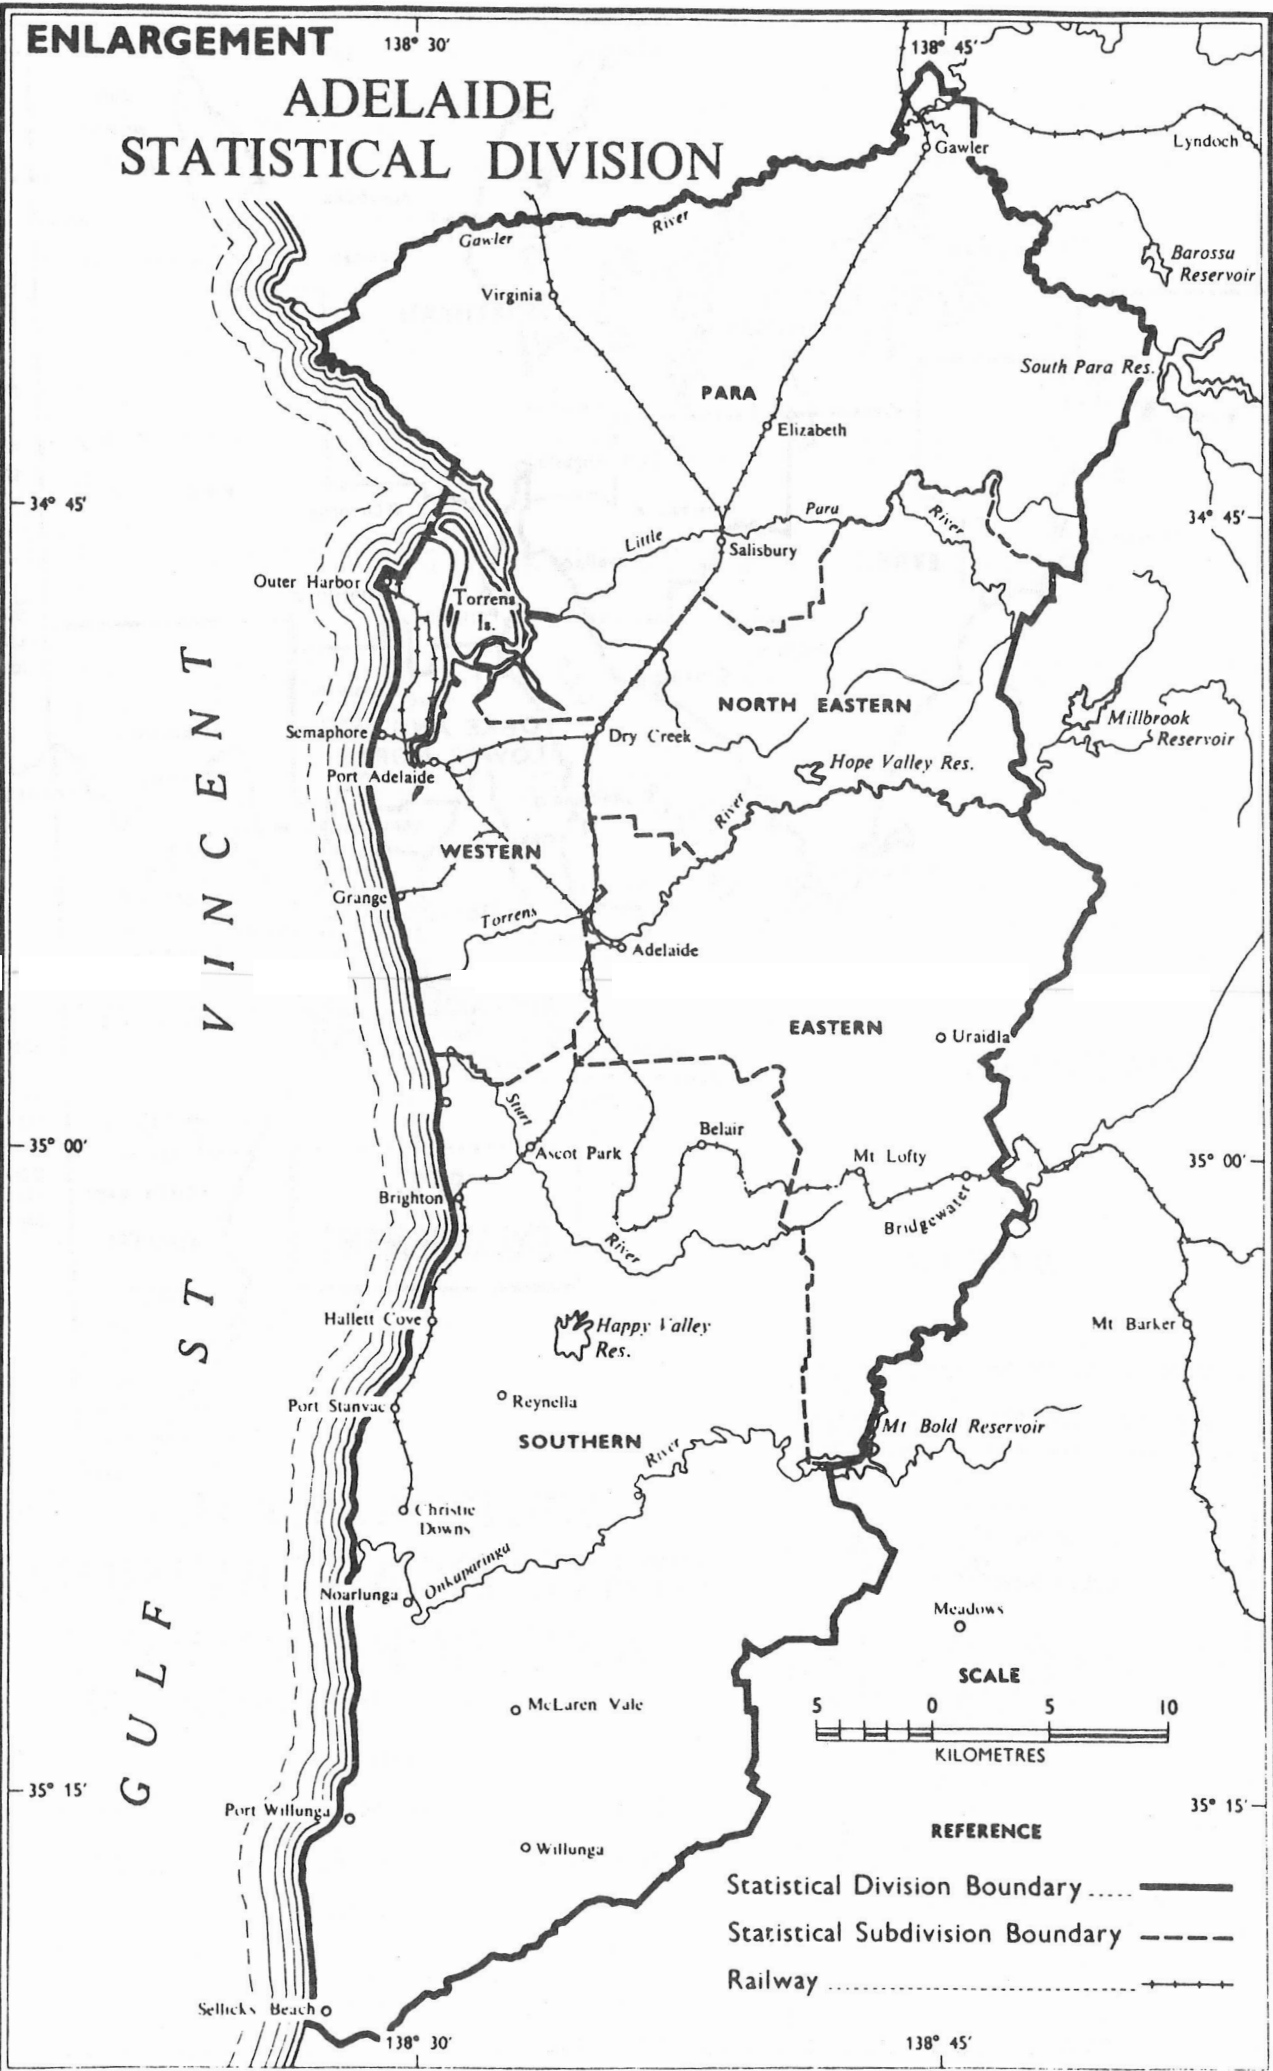 ENLARGEMENT
138° 30′
138° 45′
ADELAIDE
STATISTICAL DIVISION
Lyndoch
Gawler
Gawler
River
Barossa
Reservoir
Virginia
South Para Res.
PARA
Elizabeth
34° 45′
34° 45′
Little
Para
River
Salisbury
Outer Harbor
Torrens
Is.
NORTH EASTERN
Millbrook
Reservoir
Semaphore
Dry Creek
Port Adelaide
Hope Valley Res.
River
WESTERN
Grange
Torrens
Adelaide
EASTERN
Uraidla
GULF ST VINCENT
Sturt
Belair
35° 00′
35° 00′
Ascot Park
Mt Lofty
Brighton
Bridgewater
River
Hallett Cove
Happy Valley
Res.
Mt Barker
Port Stanvac
Reynella
Mt Bold Reservoir
SOUTHERN
River
Christie
Downs
Onkaparinga
Noarlunga
Meadows
SCALE
McLaren Vale
5 0 5 10
KILOMETRES
35° 15′
35° 15′
Port Willunga
REFERENCE
Willunga
Statistical Division Boundary .....
Statistical Subdivision Boundary
Railway ..............................
Sellicks Beach
138° 30′
138° 45′